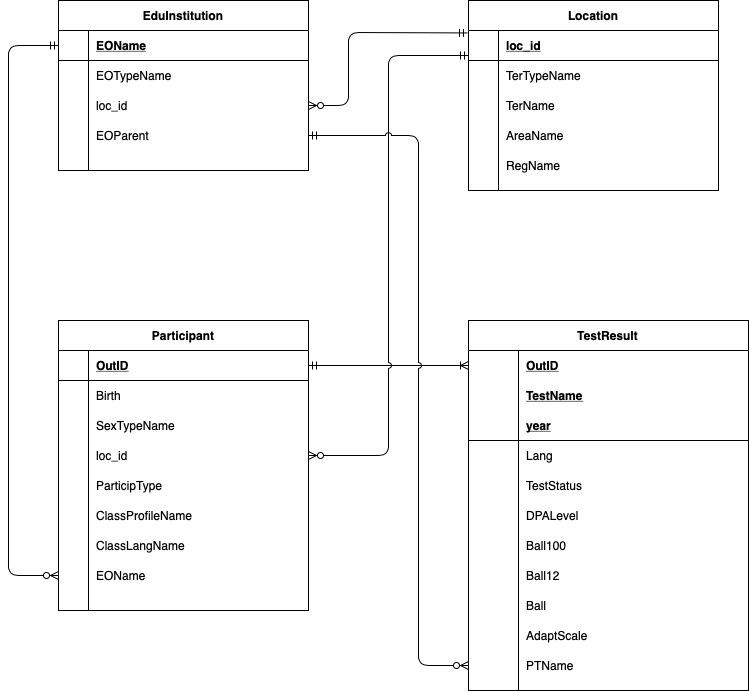 EduInstitution
EOName
EOTypeName
loc_id
EOParent
Location
loc_id
TerTypeName
TerName
AreaName
RegName
Participant
OutID
Birth
SexTypeName
loc_id
ParticipType
ClassProfileName
ClassLangName
EOName
TestResult
OutID
TestName
year
Lang
TestStatus
DPALevel
Ball100
Ball12
Ball
AdaptScale
PTName